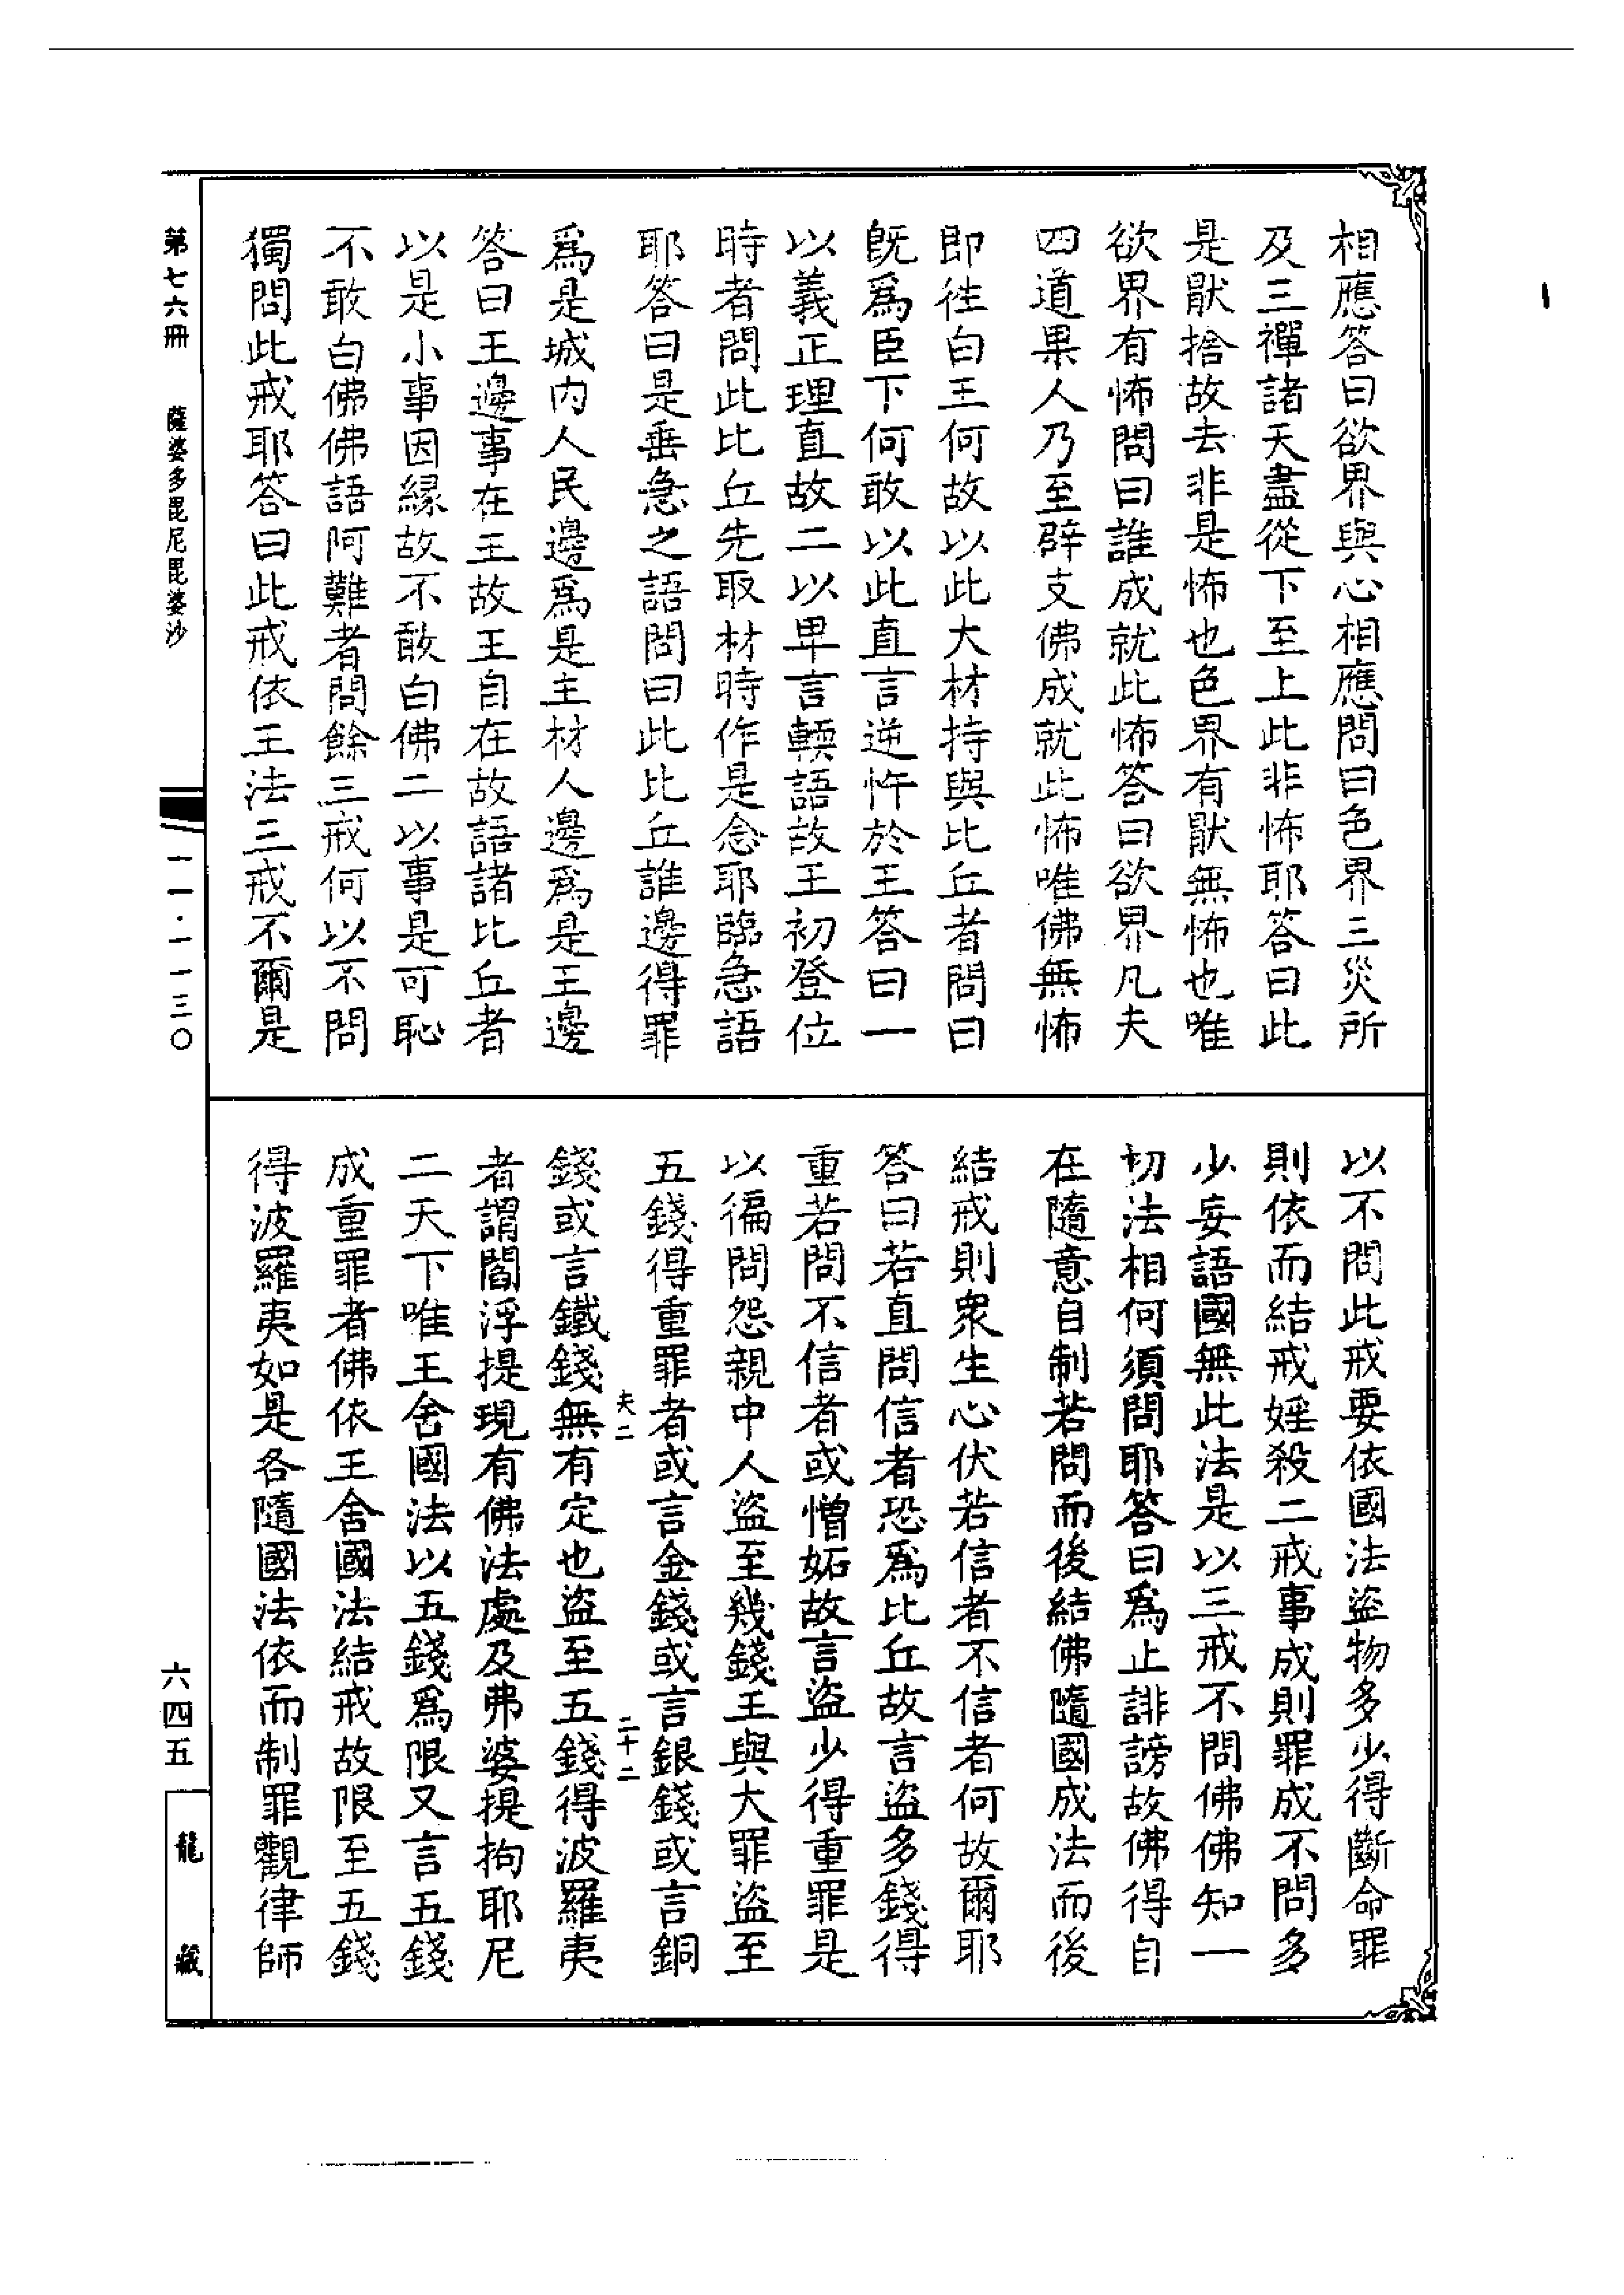 相應答曰欲界與心相應問曰色界三災所
及三禪諸天盡從下至上此非怖耶答曰此
是猒捨故去非是怖也色界有猒無怖也唯
欲界有怖問曰誰成就此怖答曰欲界凡夫
四道果人乃至辟支佛成就此怖唯佛無怖
即徃白王何故以此大材持與比丘者問曰
旣爲臣下何敢以此直言逆忤於王答曰一
以義正理直故二以卑言輭語故王初登位
時者問此比丘先取材時作是念耶臨急語
耶答曰是垂急之語問曰此比丘誰邊得罪
爲是城内人民邊爲是主材人邊爲是王邊
答曰王邊事在王故王自在故語諸比丘者
以是小事因縁故不敢白佛二以事是可恥
不敢白佛佛語阿難者問餘三戒何以不問
獨問此戒耶答曰此戒依王法三戒不爾是
以不問此戒要依國法盜物多少得斷命罪
則依而結戒婬殺二戒事成則罪成不問多
少妄語國無此法是以三戒不問佛佛知一
切法相何須問耶答曰爲止誹謗故佛得自
在隨意自制若問而後結佛隨國成法而後
結戒則衆生心伏若信者不信者何故爾耶
答曰若直問信者恐爲比丘故言盜多錢得
重若問不信者或憎妬故言盜少得重罪是
以徧問怨親中人盜至幾錢王與大罪盜至
五錢得重罪者或言金錢或言銀錢或言銅
錢或言鐵錢無有定也盜至五錢得波羅夷
者謂閻浮提現有佛法處及弗婆提拘耶尼
二天下唯王舍國法以五錢爲限又言五錢
成重罪者佛依王舍國法結戒故限至五錢
得波羅夷如是各隨國法依而制罪觀律師
夫二
二十二
第七六冊
薩婆多毘尼毘婆沙
一一·一一三〇
六四五
龍藏